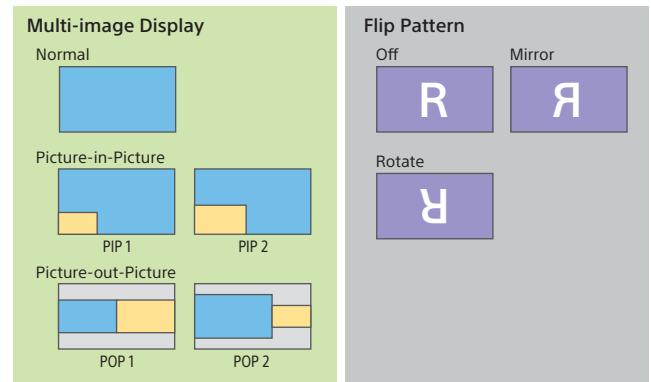 Multi-image Display
Normal
Picture-in-Picture
PIP 1
PIP 2
Picture-out-Picture
POP 1
POP 2
Flip Pattern
Off
Mirror
R
Я
Rotate
ꓤ